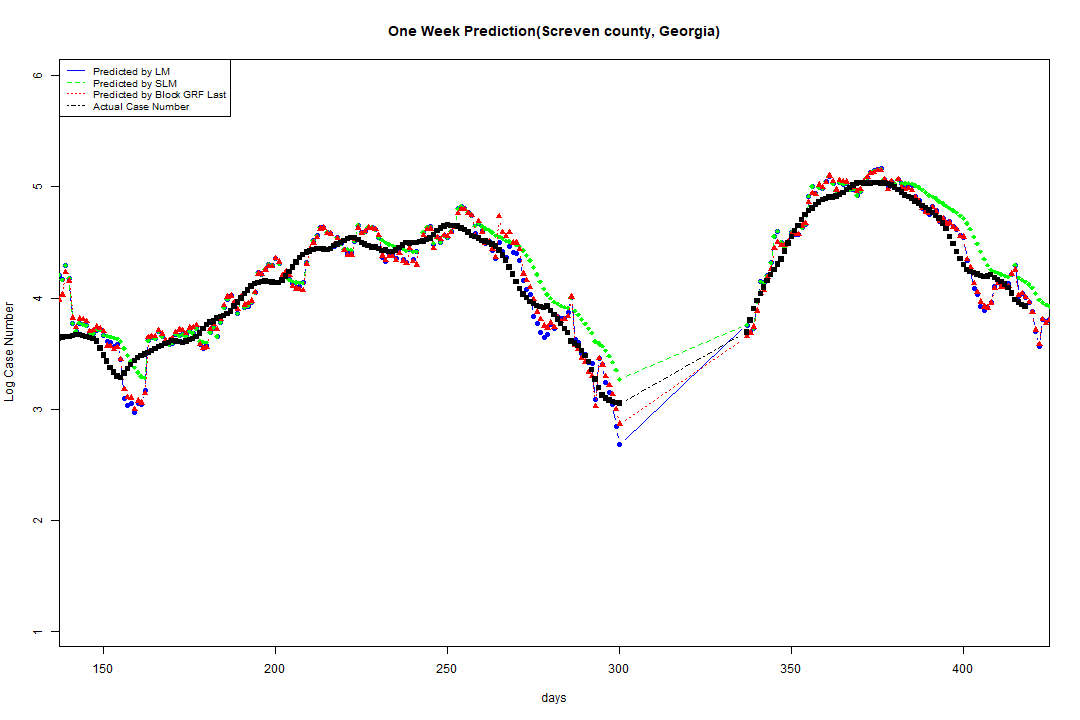 One Week Prediction(Screven county, Georgia)
Predicted by LM
Predicted by SLM
Predicted by Block GRF Last
Actual Case Number
6
5
4
3
2
1
Log Case Number
150 200 250 300 350 400
days